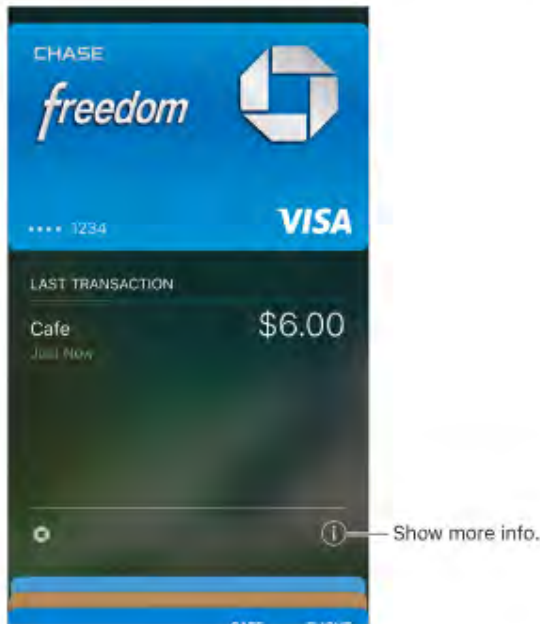 CHASE
freedom
•••• 1234
VISA
LAST TRANSACTION
Cafe
$6.00
Just Now
Show more info.